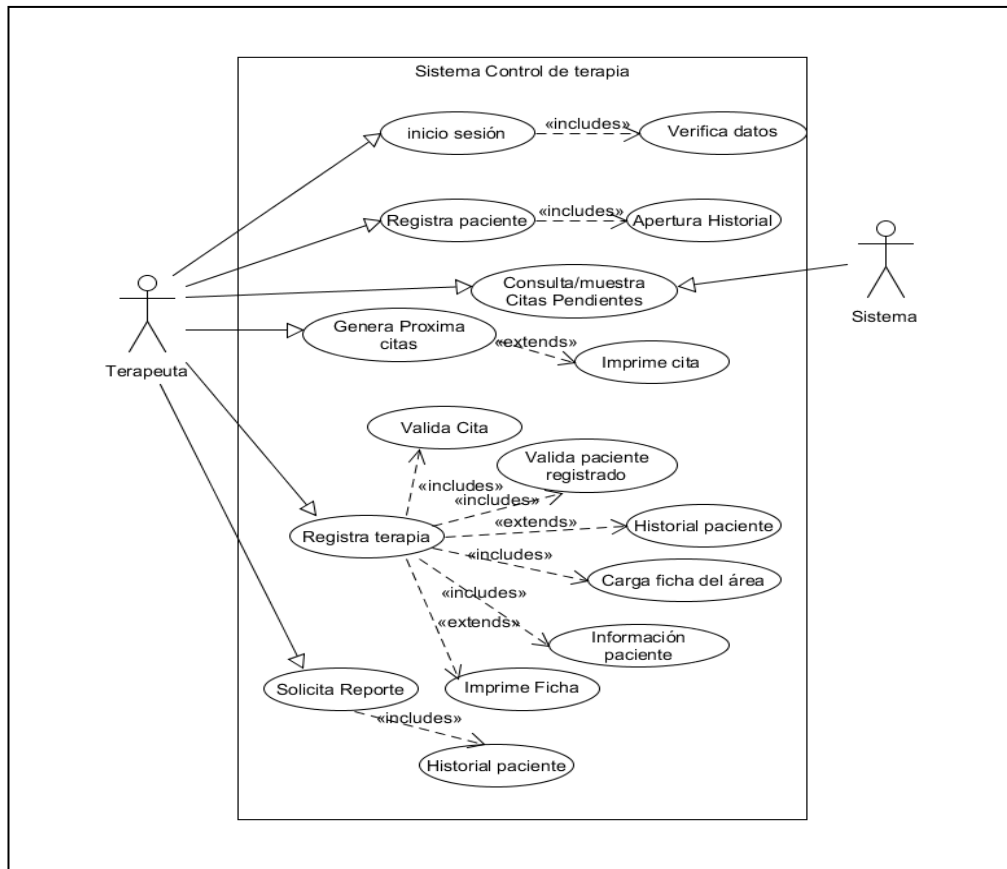 Sistema Control de terapia
inicio sesión
«includes»
Verifica datos
Registra paciente
«includes»
Apertura Historial
Consulta/muestra
Citas Pendientes
Sistema
Genera Proxima
citas
«extends»
Imprime cita
Terapeuta
Valida Cita
Valida paciente
registrado
«includes»
«includes»
«extends»
Historial paciente
Registra terapia
«includes»
Carga ficha del área
«includes»
«extends»
Información
paciente
Solicita Reporte
Imprime Ficha
«includes»
Historial paciente